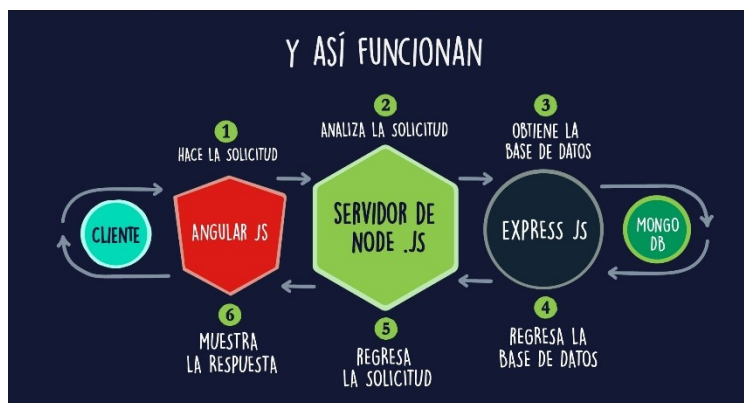 Y ASÍ FUNCIONAN
1
HACE LA SOLICITUD
2
ANALIZA LA SOLICITUD
3
OBTIENE LA
BASE DE DATOS
CLIENTE
ANGULAR JS
SERVIDOR DE
NODE .JS
EXPRESS JS
MONGO
DB
6
MUESTRA
LA RESPUESTA
5
REGRESA
LA SOLICITUD
4
REGRESA LA
BASE DE DATOS